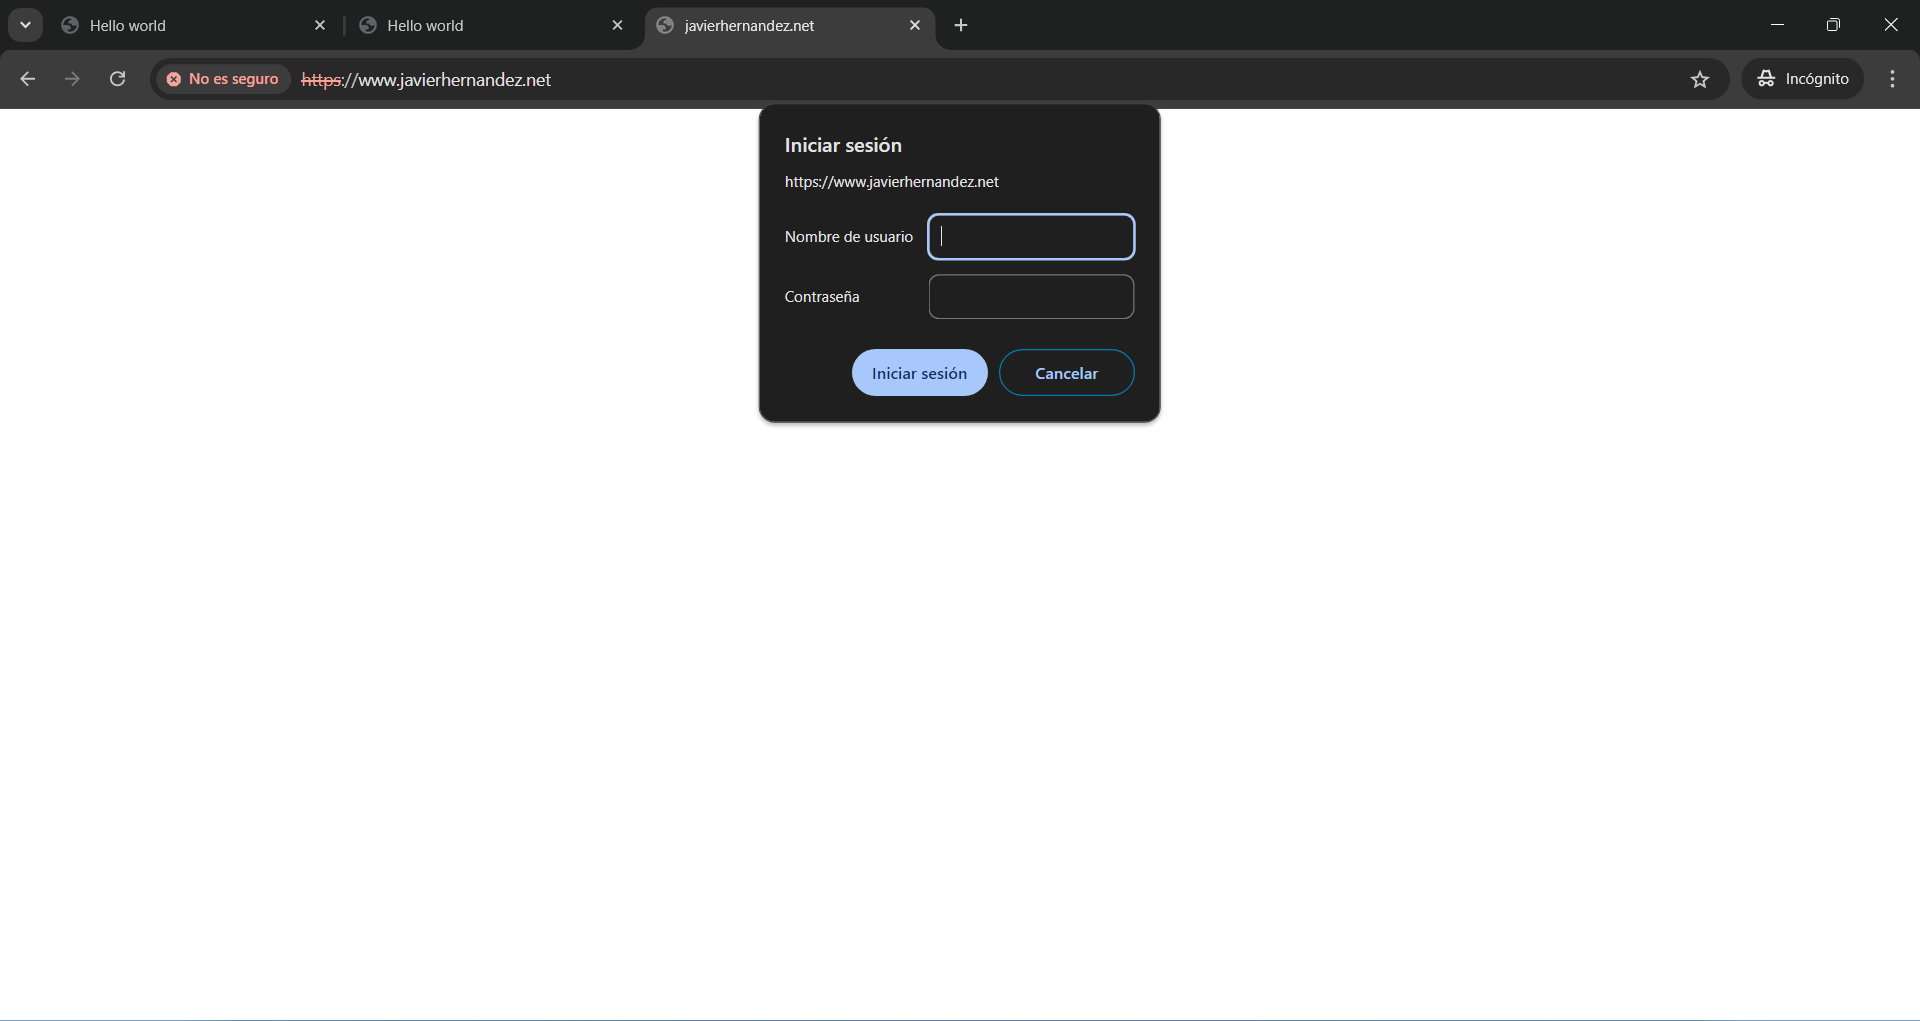 Hello world
Hello world
javierhernandez.net
No es seguro
https://www.javierhernandez.net
Incógnito
Iniciar sesión
https://www.javierhernandez.net
Nombre de usuario
Contraseña
Iniciar sesión
Cancelar